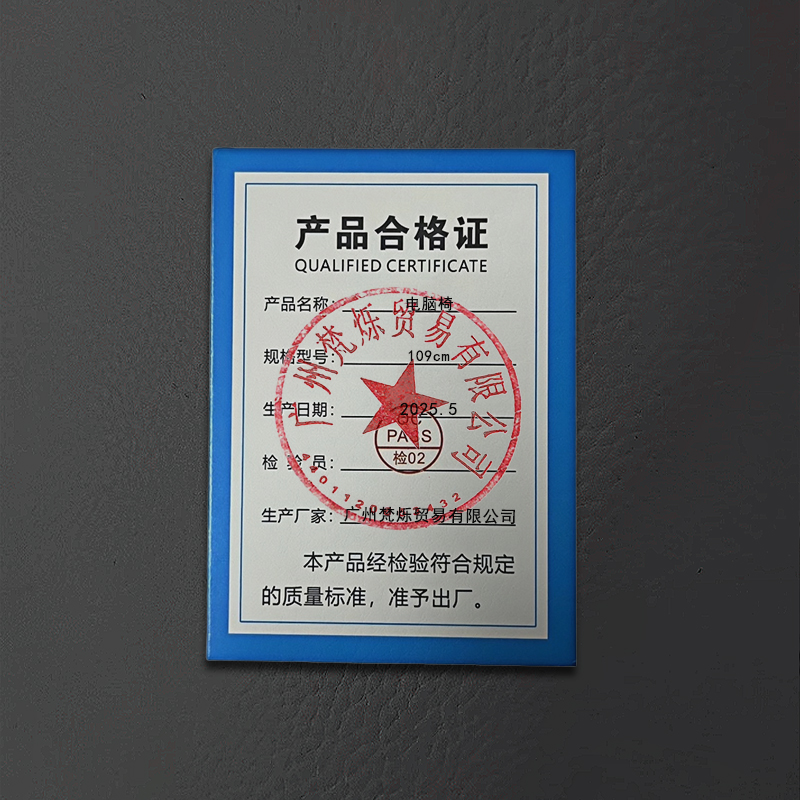 产品合格证
QUALIFIED CERTIFICATE
产品名称: 电脑椅
规格型号: 109cm
生产日期: 2025.5
检验员:
QC
PASS
检02
生产厂家: 广州梵烁贸易有限公司
本产品经检验符合规定
的质量标准，准予出厂。
广州梵烁贸易有限公司